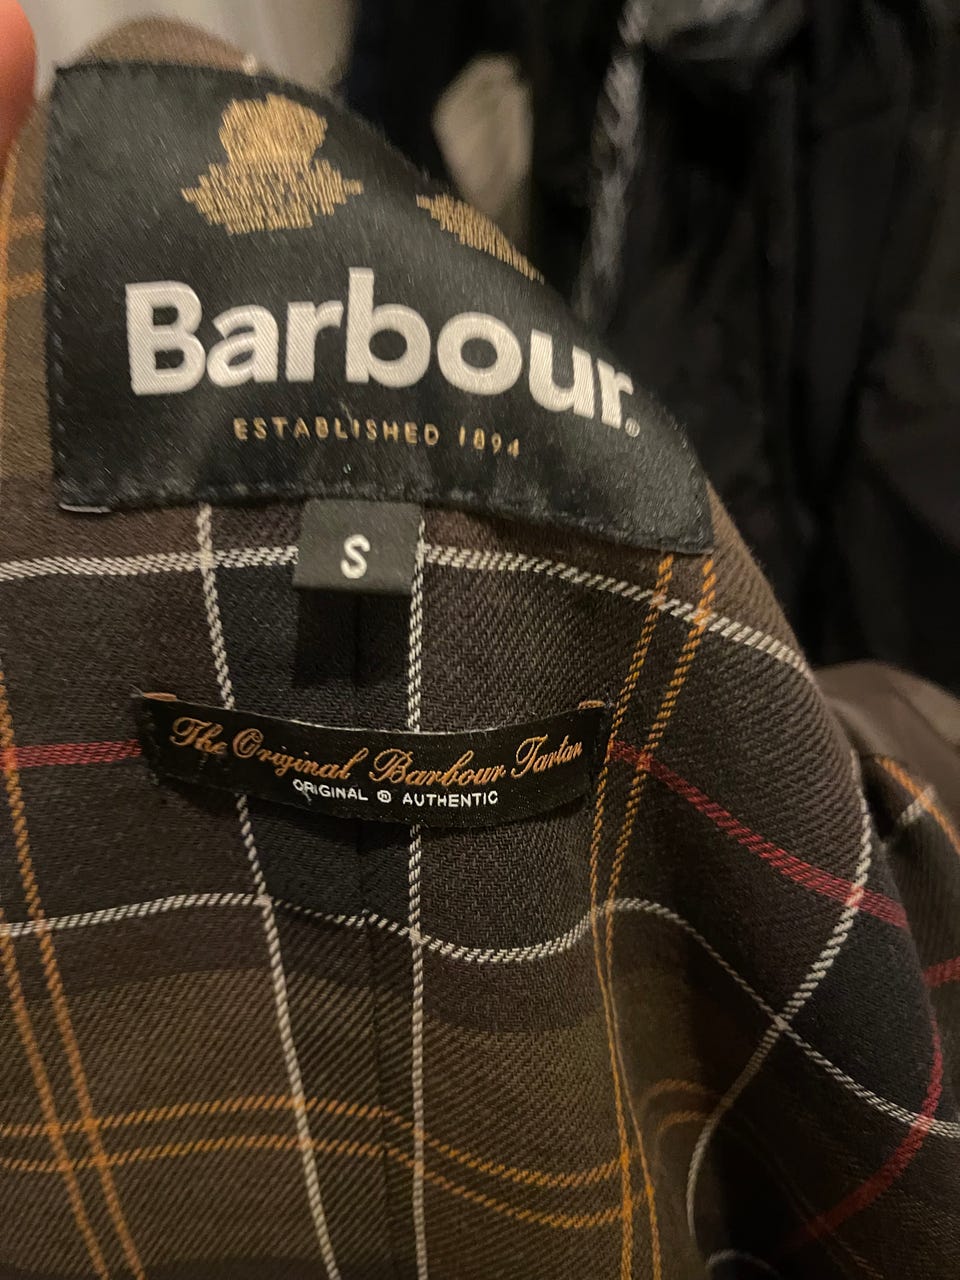 Barbour®
ESTABLISHED 1894
S
The Original Barbour Tartan
ORIGINAL ® AUTHENTIC